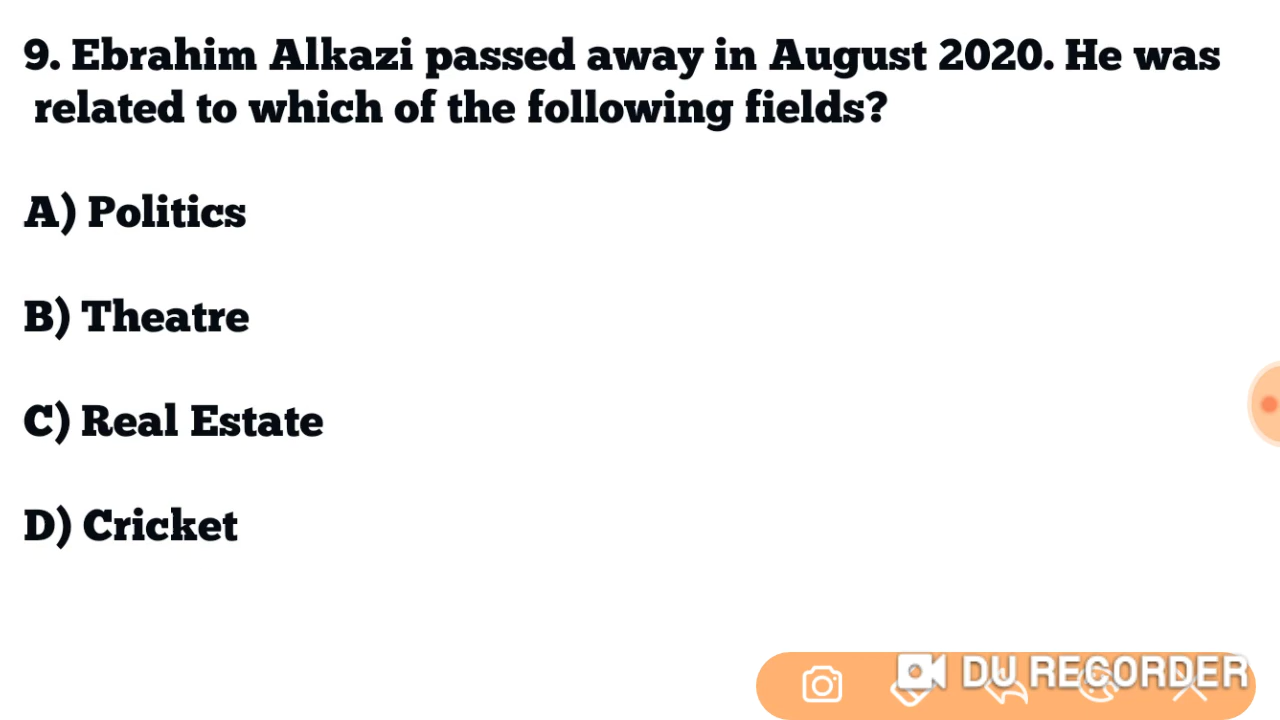 9. Ebrahim Alkazi passed away in August 2020. He was
related to which of the following fields?
A) Politics
B) Theatre
C) Real Estate
D) Cricket
DU RECORDER